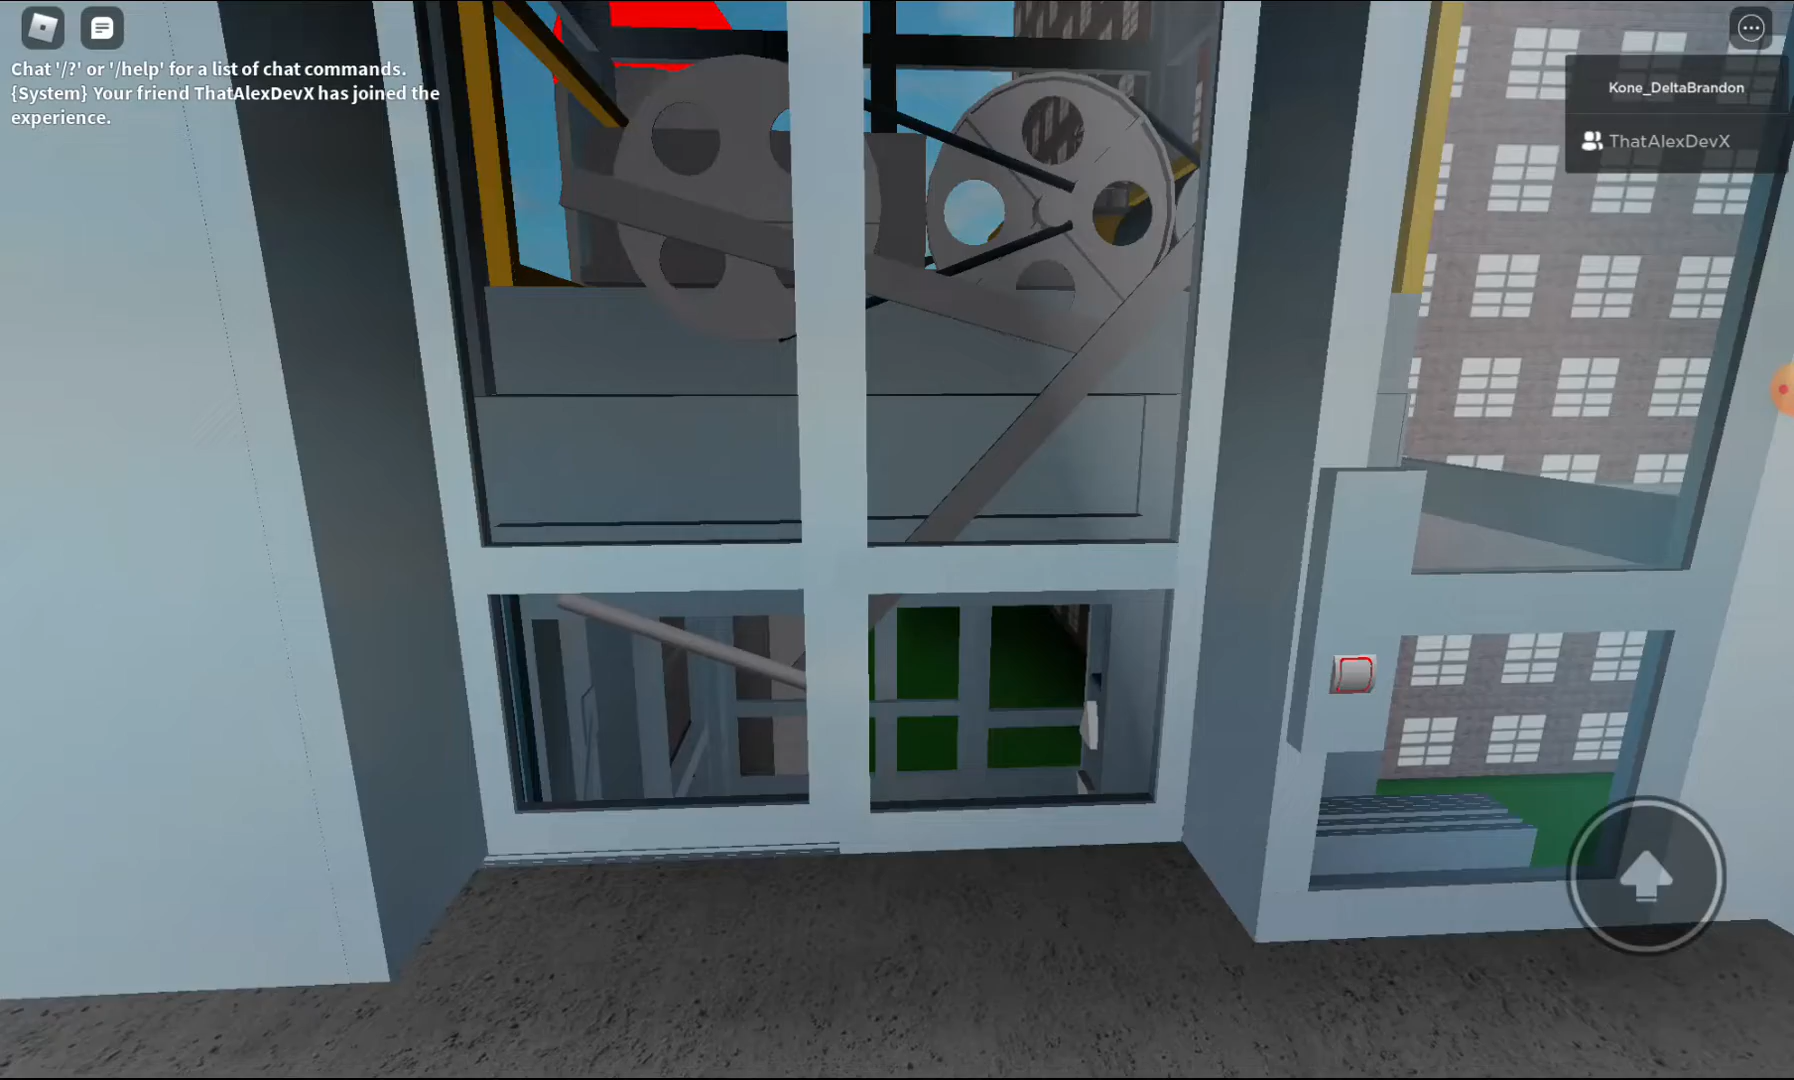 Chat '/?' or '/help' for a list of chat commands.
{System} Your friend ThatAlexDevX has joined the
experience.
Kone_DeltaBrandon
ThatAlexDevX